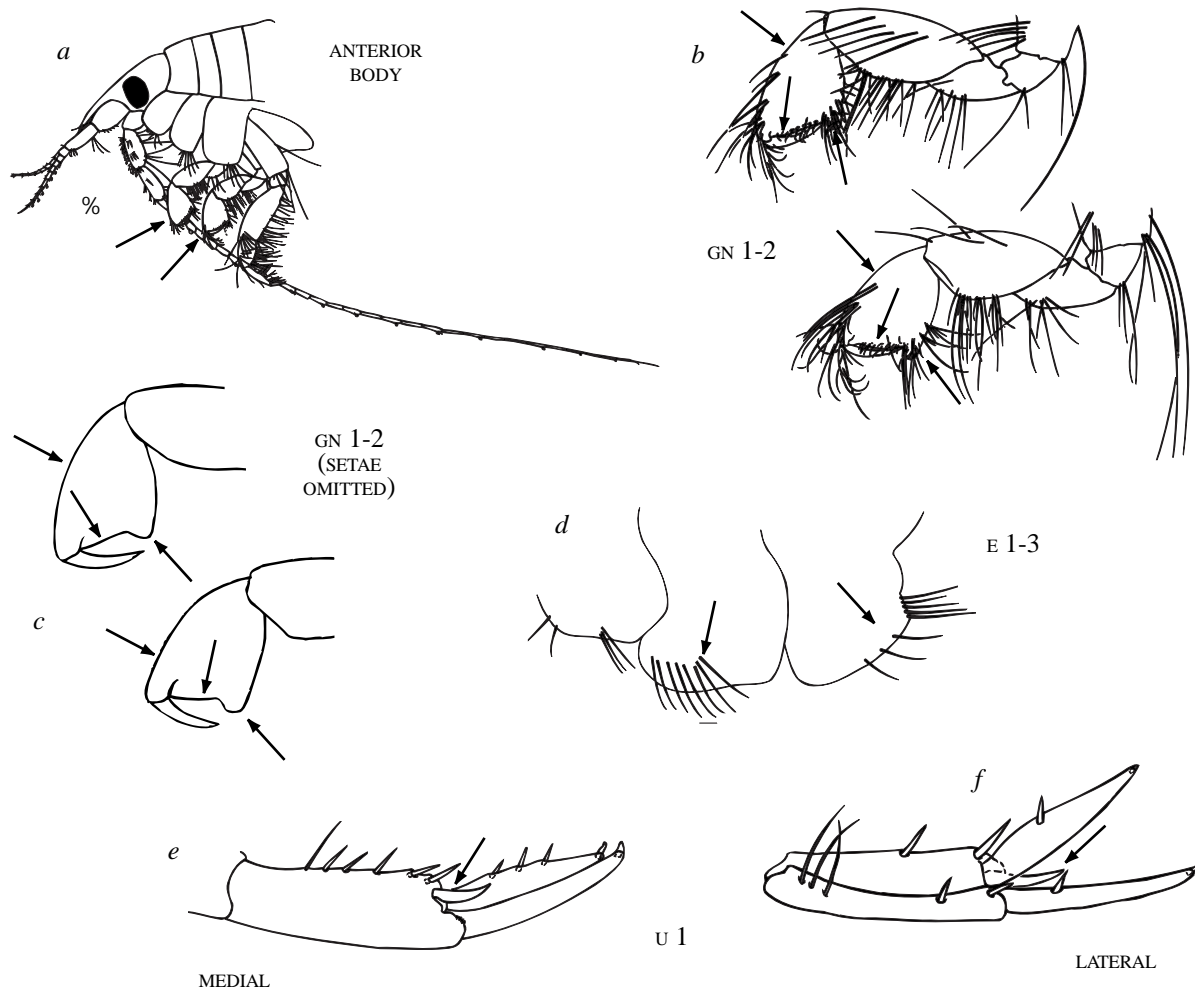 a
ANTERIOR
BODY
%
b
GN 1-2
GN 1-2
(SETAE
OMITTED)
c
d
E 1-3
e
f
U 1
MEDIAL
LATERAL